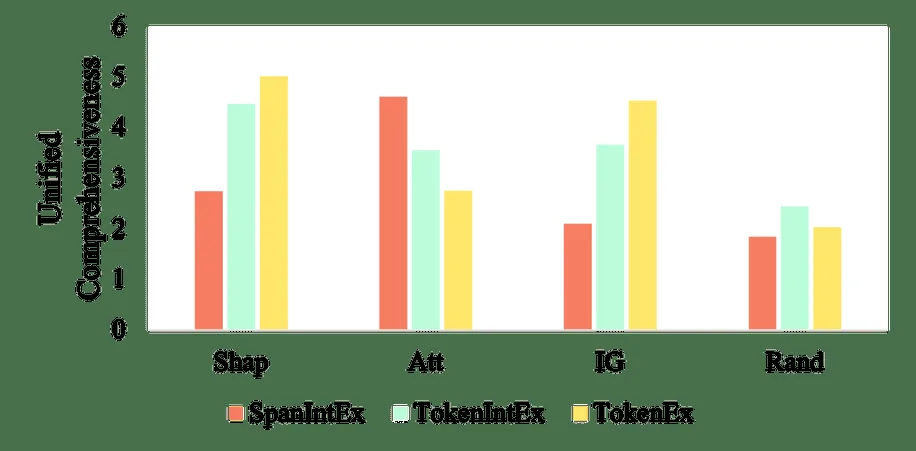 Unified
Comprehensiveness
6
5
4
3
2
1
0
Shap Att IG Rand
SpanIntEx TokenIntEx TokenEx